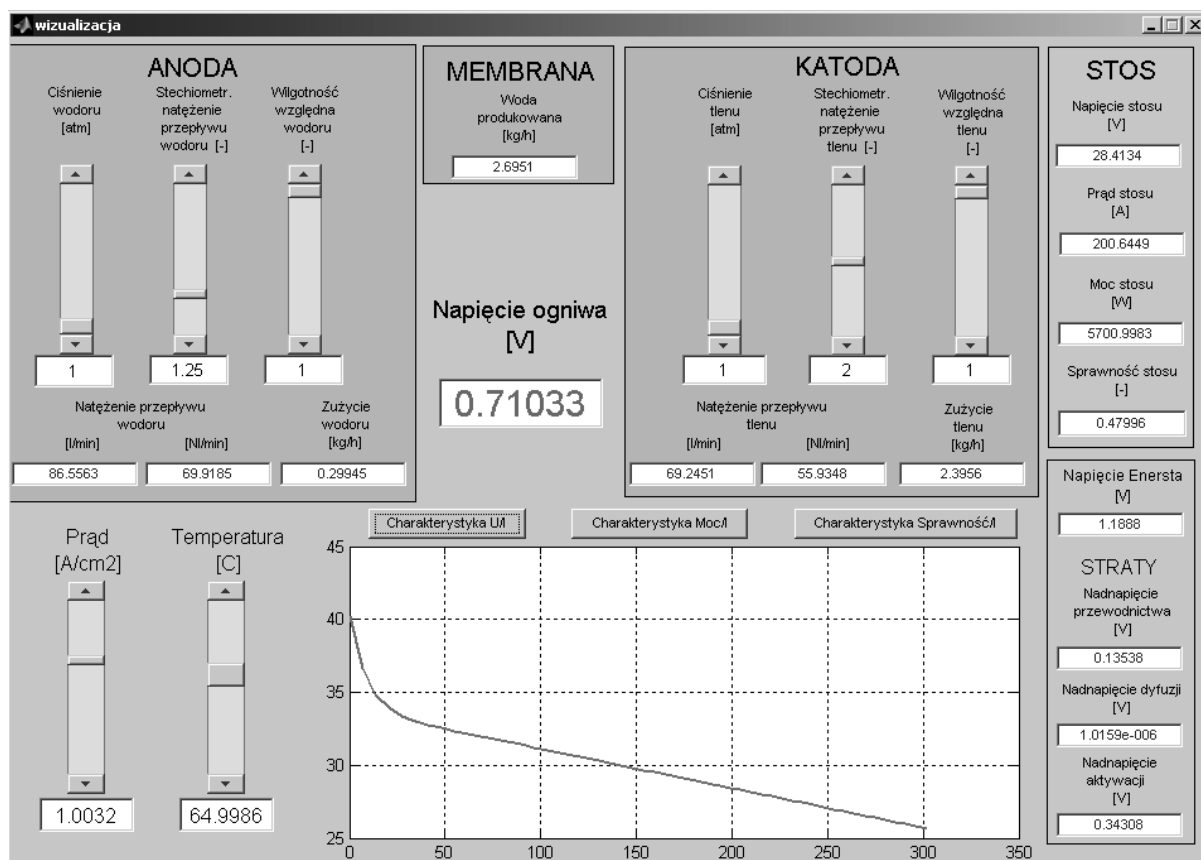 wizualizacja
ANODA
Ciśnienie
wodoru
[atm]
Stechiometr.
natężenie
przepływu
wodoru [-]
Wilgotność
względna
wodoru
[-]
1
1.25
1
Natężenie przepływu
wodoru
[l/min]
[Nl/min]
Zużycie
wodoru
[kg/h]
86.5563
69.9185
0.29945
MEMBRANA
Woda
produkowana
[kg/h]
2.6951
Napięcie ogniwa
[V]
0.71033
KATODA
Ciśnienie
tlenu
[atm]
Stechiometr.
natężenie
przepływu
tlenu [-]
Wilgotność
względna
tlenu
[-]
1
2
1
Natężenie przepływu
tlenu
[l/min]
[Nl/min]
Zużycie
tlenu
[kg/h]
69.2451
55.9348
2.3956
STOS
Napięcie stosu
[V]
28.4134
Prąd stosu
[A]
200.6449
Moc stosu
[W]
5700.9983
Sprawność stosu
[-]
0.47996
Napięcie Enersta
[V]
1.1888
STRATY
Nadnapięcie
przewodnictwa
[V]
0.13538
Nadnapięcie dyfuzji
[V]
1.0159e-006
Nadnapięcie
aktywacji
[V]
0.34308
Prąd
[A/cm2]
1.0032
Temperatura
[C]
64.9986
Charakterystyka U/I
Charakterystyka Moc/I
Charakterystyka Sprawność/I
45
40
35
30
25
0 50 100 150 200 250 300 350